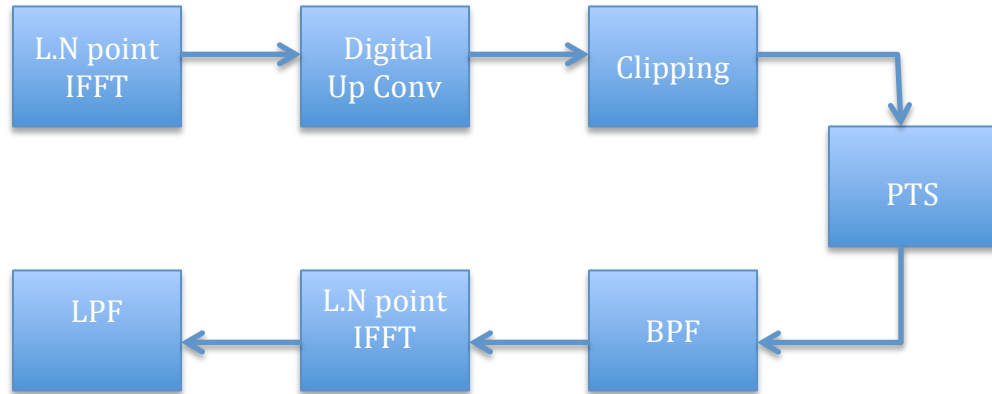 L.N point
IFFT
Digital
Up Conv
Clipping
PTS
BPF
L.N point
IFFT
LPF